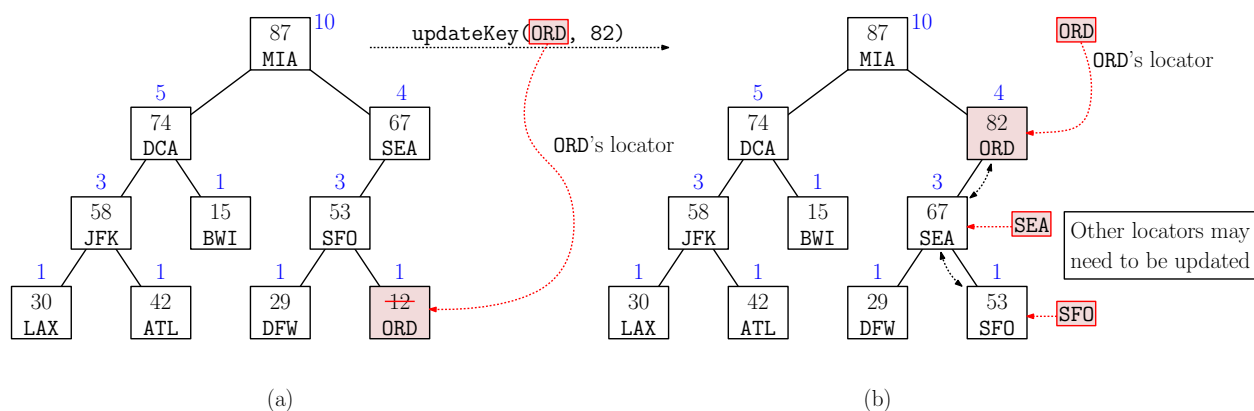 87
MIA
10
updateKey(ORD, 82)
5
4
74
DCA
67
SEA
ORD's locator
3
1
3
58
JFK
15
BWI
53
SFO
1
1
1
1
30
LAX
42
ATL
29
DFW
12
ORD
(a)
87
MIA
10
ORD
ORD's locator
5
4
74
DCA
82
ORD
3
1
3
58
JFK
15
BWI
67
SEA
SEA
Other locators may
need to be updated
1
1
1
1
30
LAX
42
ATL
29
DFW
53
SFO
SFO
(b)